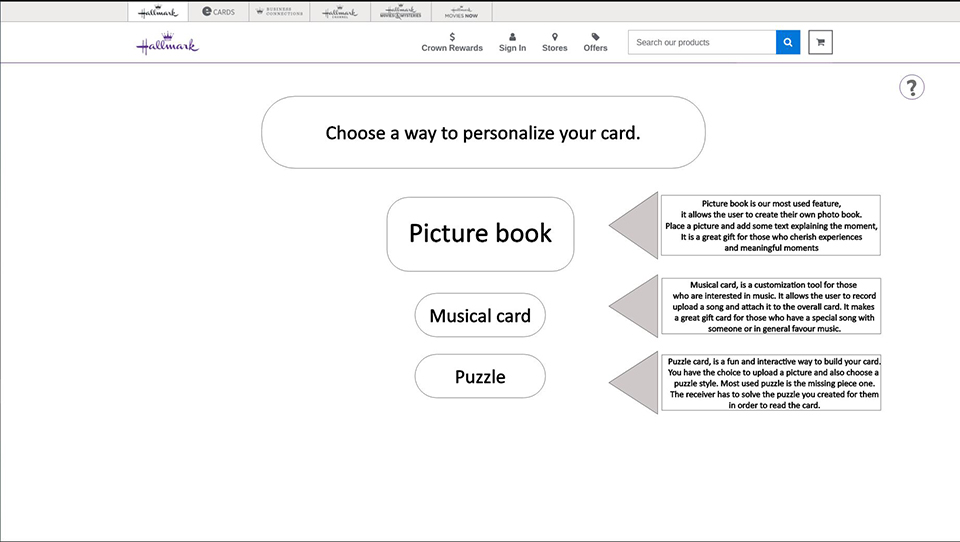 Hallmark
eCARDS
BUSINESS
CONNECTIONS
Hallmark
CHANNEL
Hallmark
MOVIES & MYSTERIES
Hallmark
MOVIES NOW
Hallmark
$
Crown Rewards
Sign In
Stores
Offers
Search our products
?
Choose a way to personalize your card.
Picture book
Picture book is our most used feature,
it allows the user to create their own photo book.
Place a picture and add some text explaining the moment,
It is a great gift for those who cherish experiences
and meaningful moments
Musical card
Musical card, is a customization tool for those
who are interested in music. It allows the user to record
upload a song and attach it to the overall card. It makes
a great gift card for those who have a special song with
someone or in general favour music.
Puzzle
Puzzle card, is a fun and interactive way to build your card.
You have the choice to upload a picture and also choose a
puzzle style. Most used puzzle is the missing piece one.
The receiver has to solve the puzzle you created for them
in order to read the card.